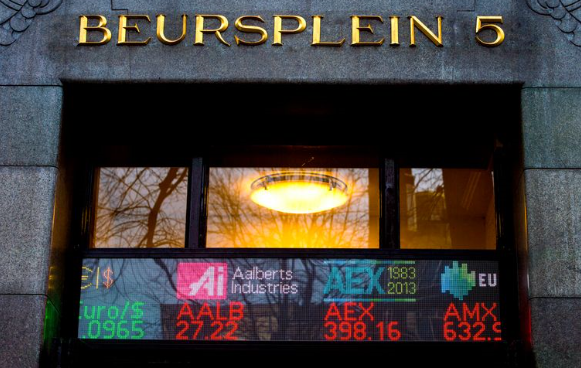 BEURSPLEIN 5
€|$
Ai Aalberts Industries
AEX 1983 2013
EU
Euro/$
AALB
AEX
AMX
5
.0965
27.22
398.16
632.9